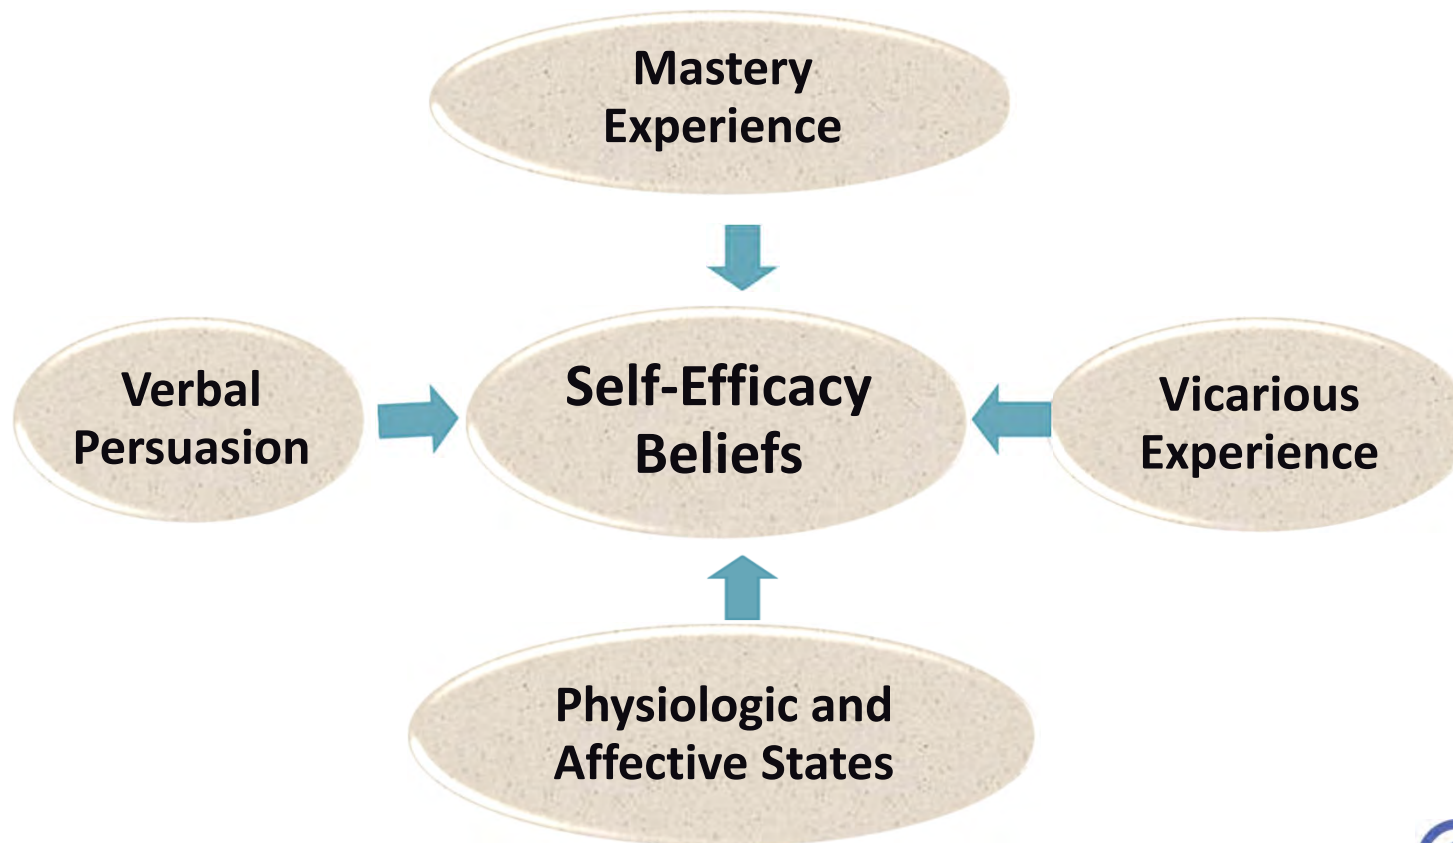 Mastery
Experience
Verbal
Persuasion
Self-Efficacy
Beliefs
Vicarious
Experience
Physiologic and
Affective States